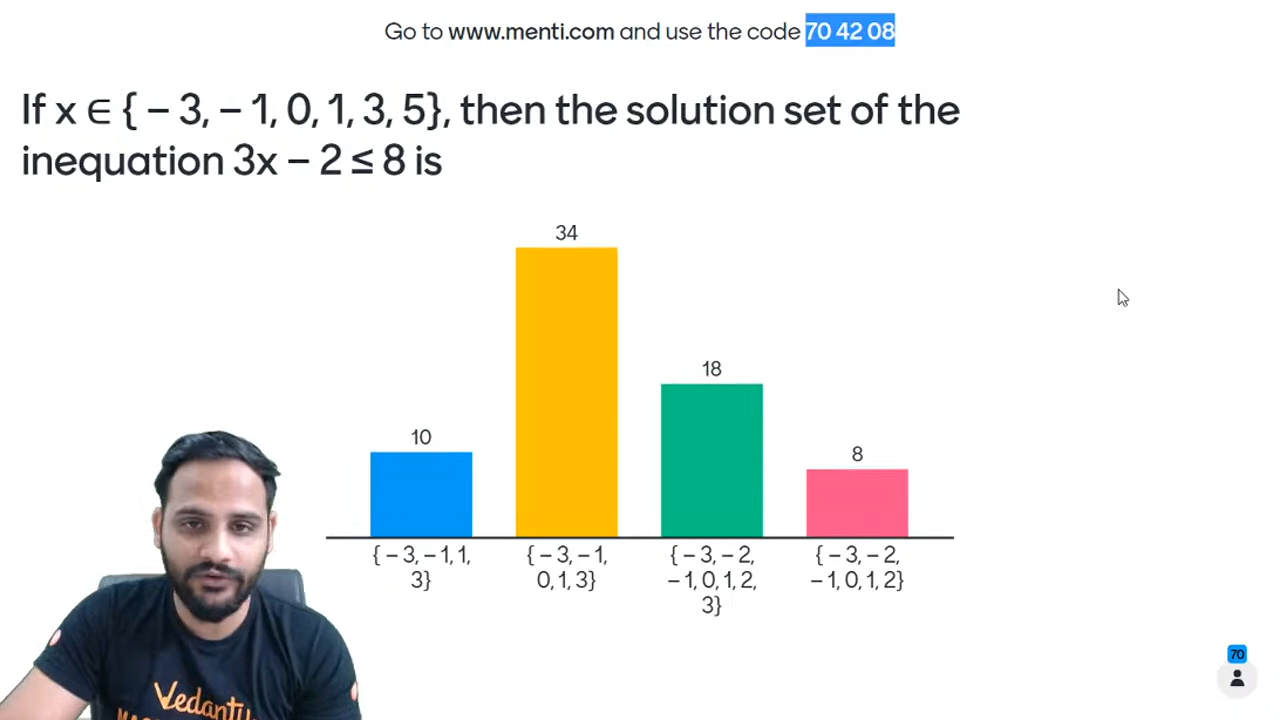 Go to www.menti.com and use the code 70 42 08
If x ∈ { – 3, – 1, 0, 1, 3, 5}, then the solution set of the
inequation 3x – 2 ≤ 8 is
34
18
10
8
{ – 3, – 1, 1,
3}
{ – 3, – 1,
0, 1, 3}
{ – 3, – 2,
– 1, 0, 1, 2,
3}
{ – 3, – 2,
– 1, 0, 1, 2}
70
Vedantu